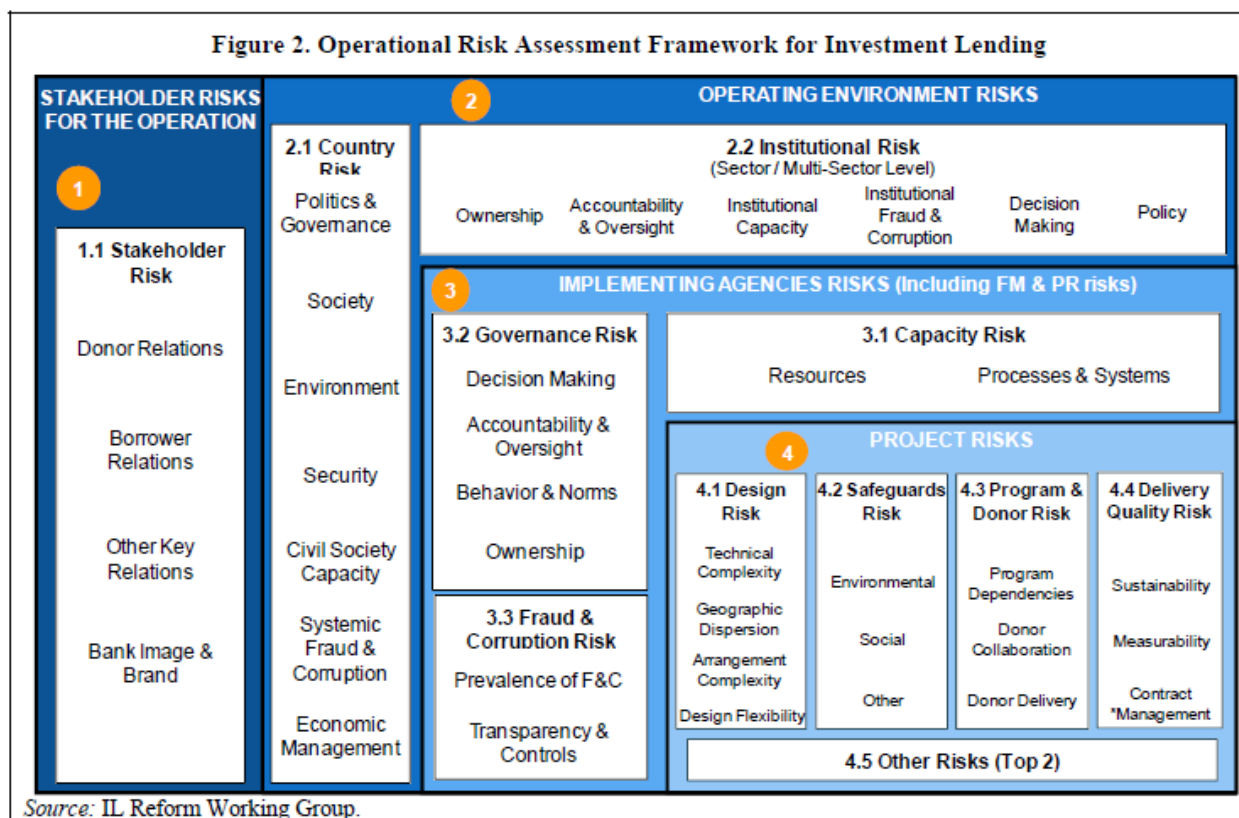 Figure 2. Operational Risk Assessment Framework for Investment Lending
STAKEHOLDER RISKS
FOR THE OPERATION
1
1.1 Stakeholder
Risk
Donor Relations
Borrower
Relations
Other Key
Relations
Bank Image &
Brand
2
OPERATING ENVIRONMENT RISKS
2.1 Country
Risk
Politics &
Governance
Society
Environment
Security
Civil Society
Capacity
Systemic
Fraud &
Corruption
Economic
Management
2.2 Institutional Risk
(Sector / Multi-Sector Level)
Ownership
Accountability
& Oversight
Institutional
Capacity
Institutional
Fraud &
Corruption
Decision
Making
Policy
3
IMPLEMENTING AGENCIES RISKS (Including FM & PR risks)
3.2 Governance Risk
Decision Making
Accountability &
Oversight
Behavior & Norms
Ownership
3.3 Fraud &
Corruption Risk
Prevalence of F&C
Transparency &
Controls
3.1 Capacity Risk
Resources
Processes & Systems
4
PROJECT RISKS
4.1 Design
Risk
Technical
Complexity
Geographic
Dispersion
Arrangement
Complexity
Design Flexibility
4.2 Safeguards
Risk
Environmental
Social
Other
4.3 Program &
Donor Risk
Program
Dependencies
Donor
Collaboration
Donor Delivery
4.4 Delivery
Quality Risk
Sustainability
Measurability
Contract
*Management
4.5 Other Risks (Top 2)
Source: IL Reform Working Group.